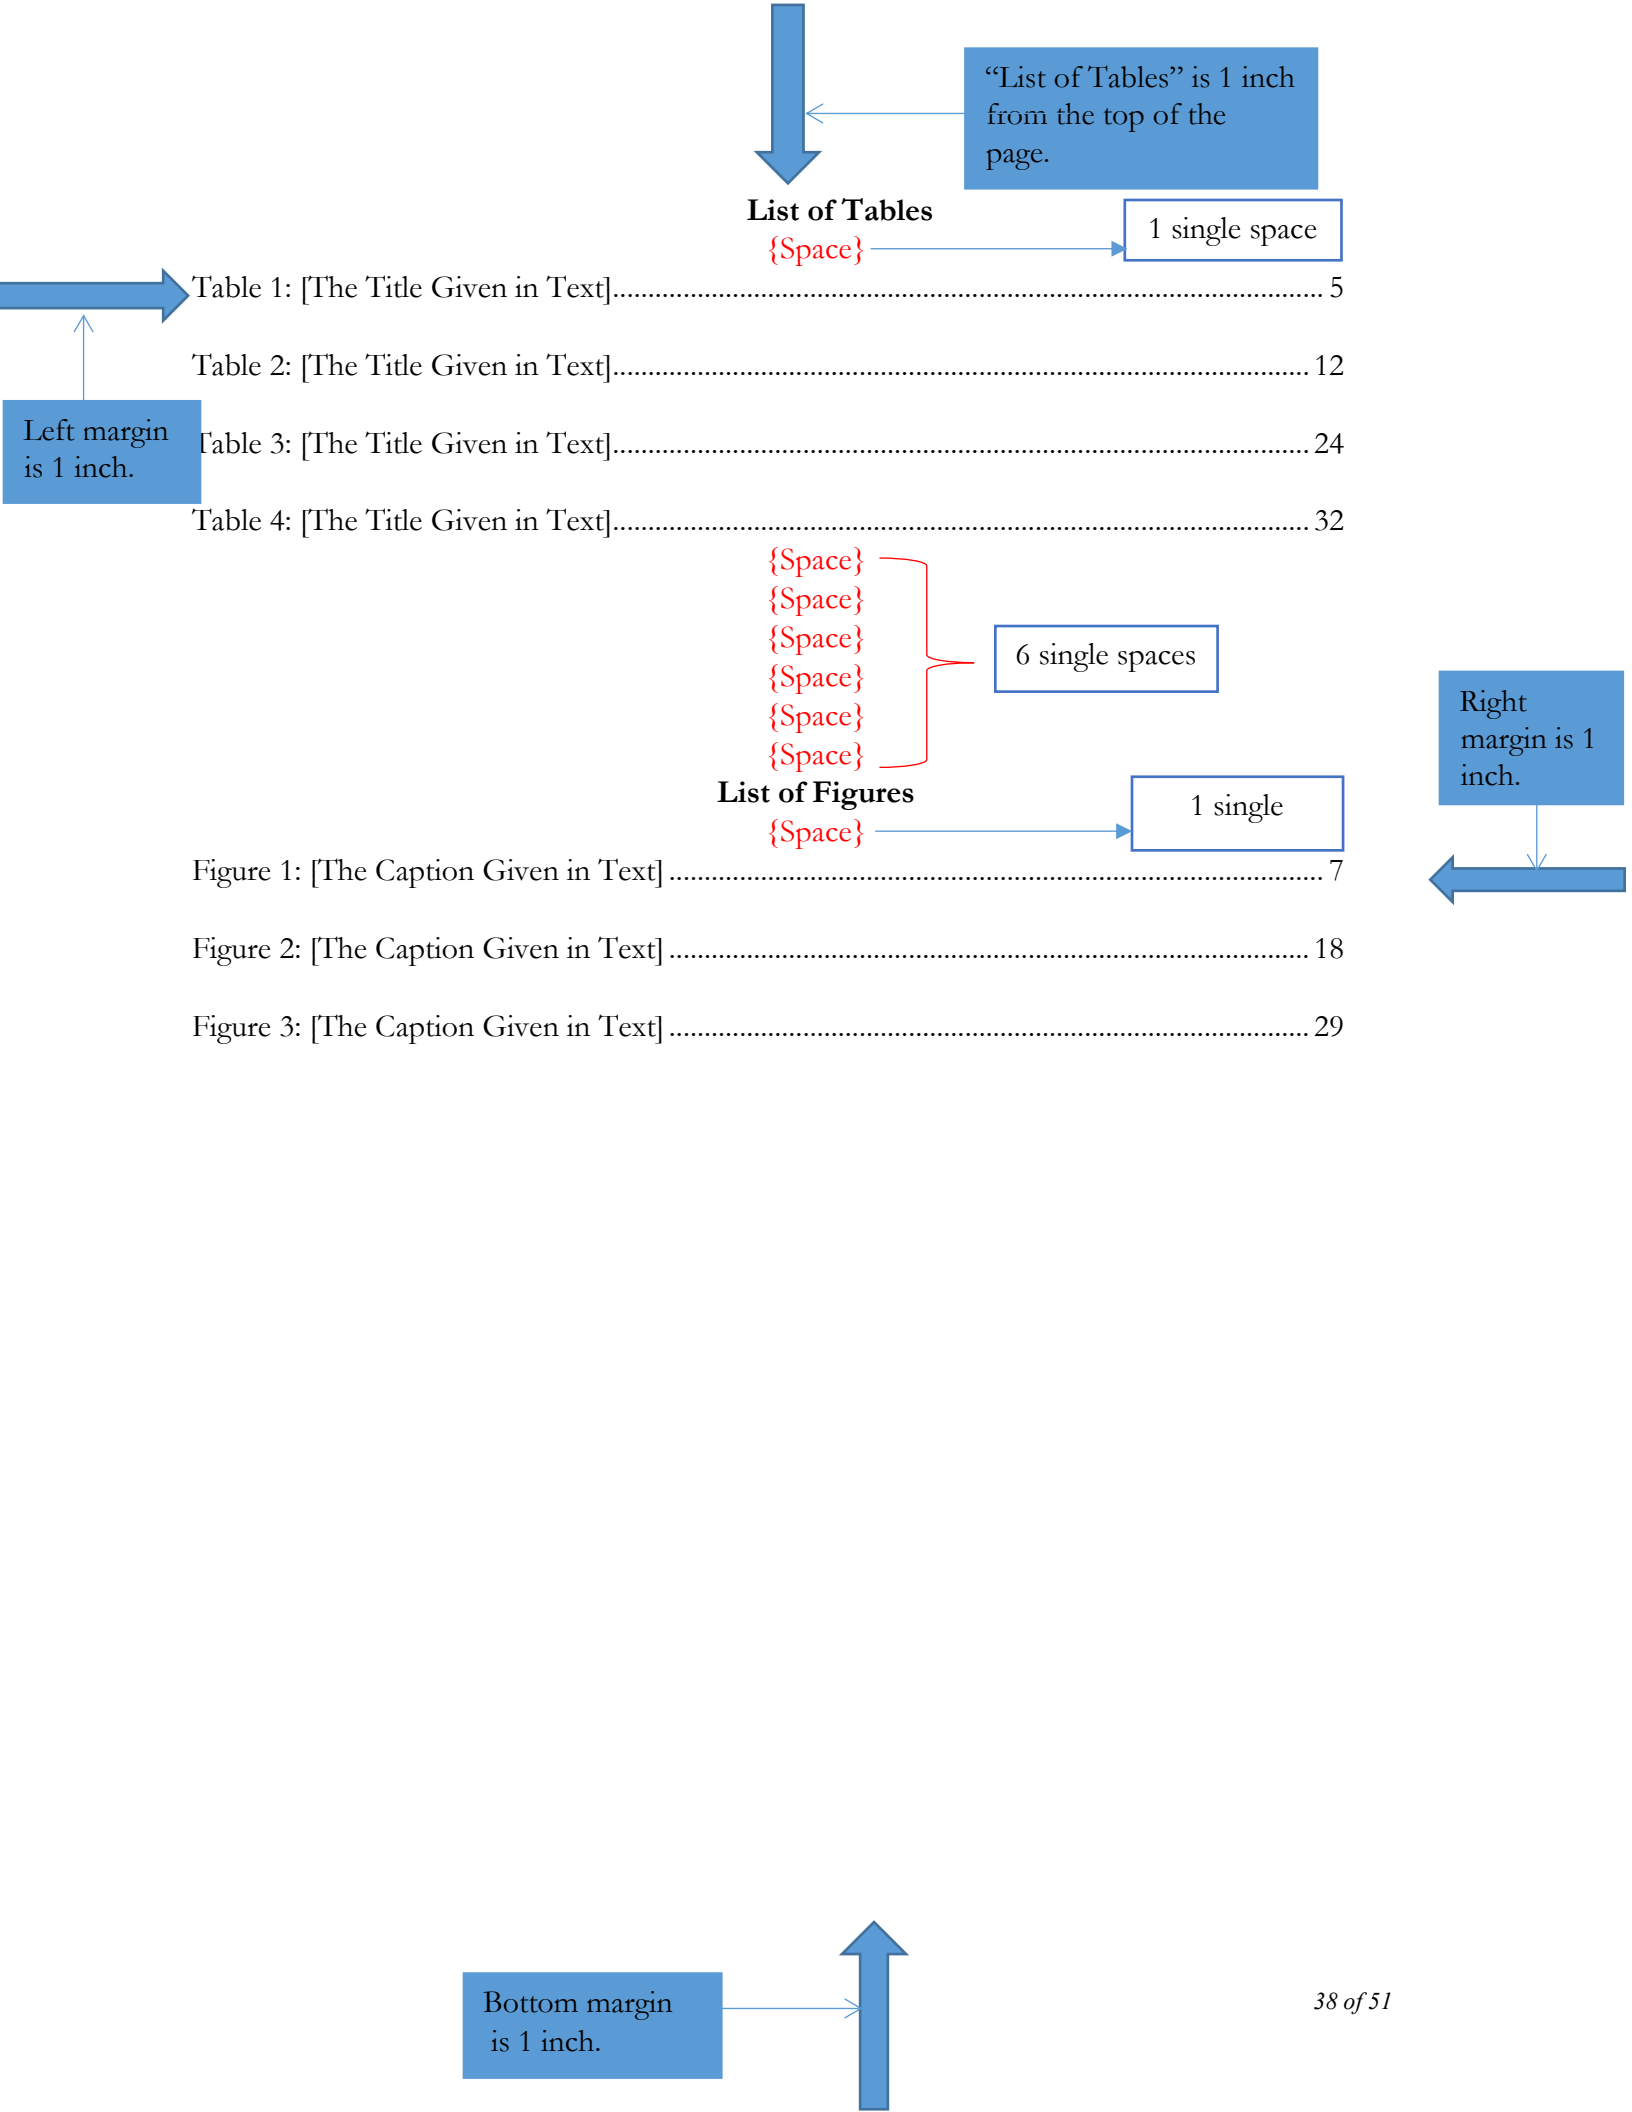 “List of Tables” is 1 inch
from the top of the
page.
List of Tables
1 single space
{Space}
Table 1: [The Title Given in Text]........................................................................................................ 5
Table 2: [The Title Given in Text]...................................................................................................... 12
Left margin
is 1 inch.
Table 3: [The Title Given in Text]...................................................................................................... 24
Table 4: [The Title Given in Text]...................................................................................................... 32
{Space}
{Space}
{Space}
6 single spaces
{Space}
{Space}
{Space}
Right
margin is 1
inch.
List of Figures
1 single
{Space}
Figure 1: [The Caption Given in Text] ................................................................................................ 7
Figure 2: [The Caption Given in Text] .............................................................................................. 18
Figure 3: [The Caption Given in Text] .............................................................................................. 29
Bottom margin
is 1 inch.
38 of 51